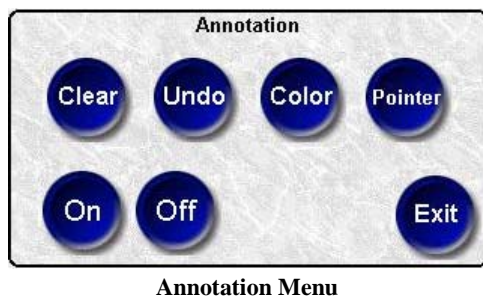 Annotation
Clear Undo Color Pointer
On Off Exit
Annotation Menu